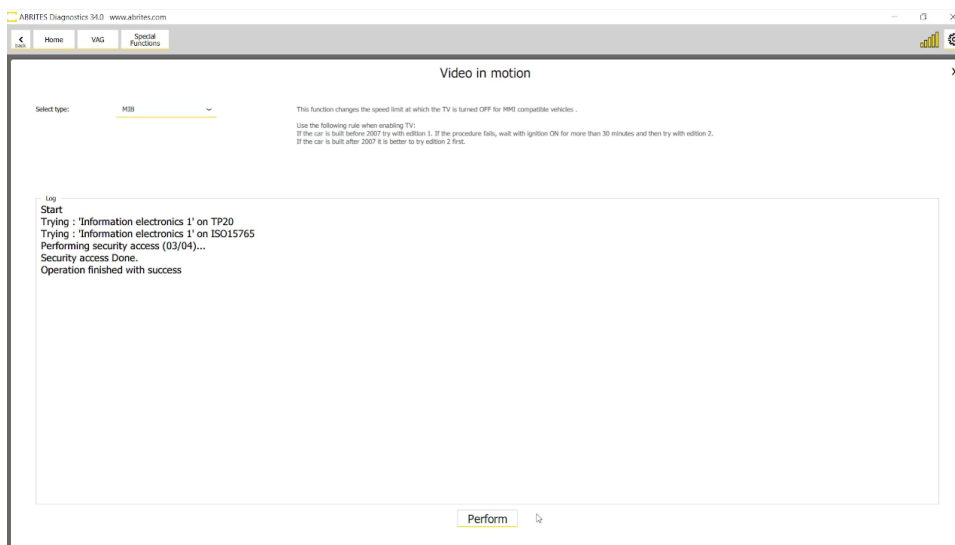 ABRITES Diagnostics 34.0 www.abrites.com
back
Home
VAG
Special
Functions
Video in motion
Select type:
MIB
This function changes the speed limit at which the TV is turned OFF for MMI compatible vehicles .
Use the following rule when enabling TV:
If the car is built before 2007 try with edition 1. If the procedure fails, wait with ignition ON for more than 30 minutes and then try with edition 2.
If the car is built after 2007 it is better to try edition 2 first.
Log
Start
Trying : 'Information electronics 1' on TP20
Trying : 'Information electronics 1' on ISO15765
Performing security access (03/04)...
Security access Done.
Operation finished with success
Perform